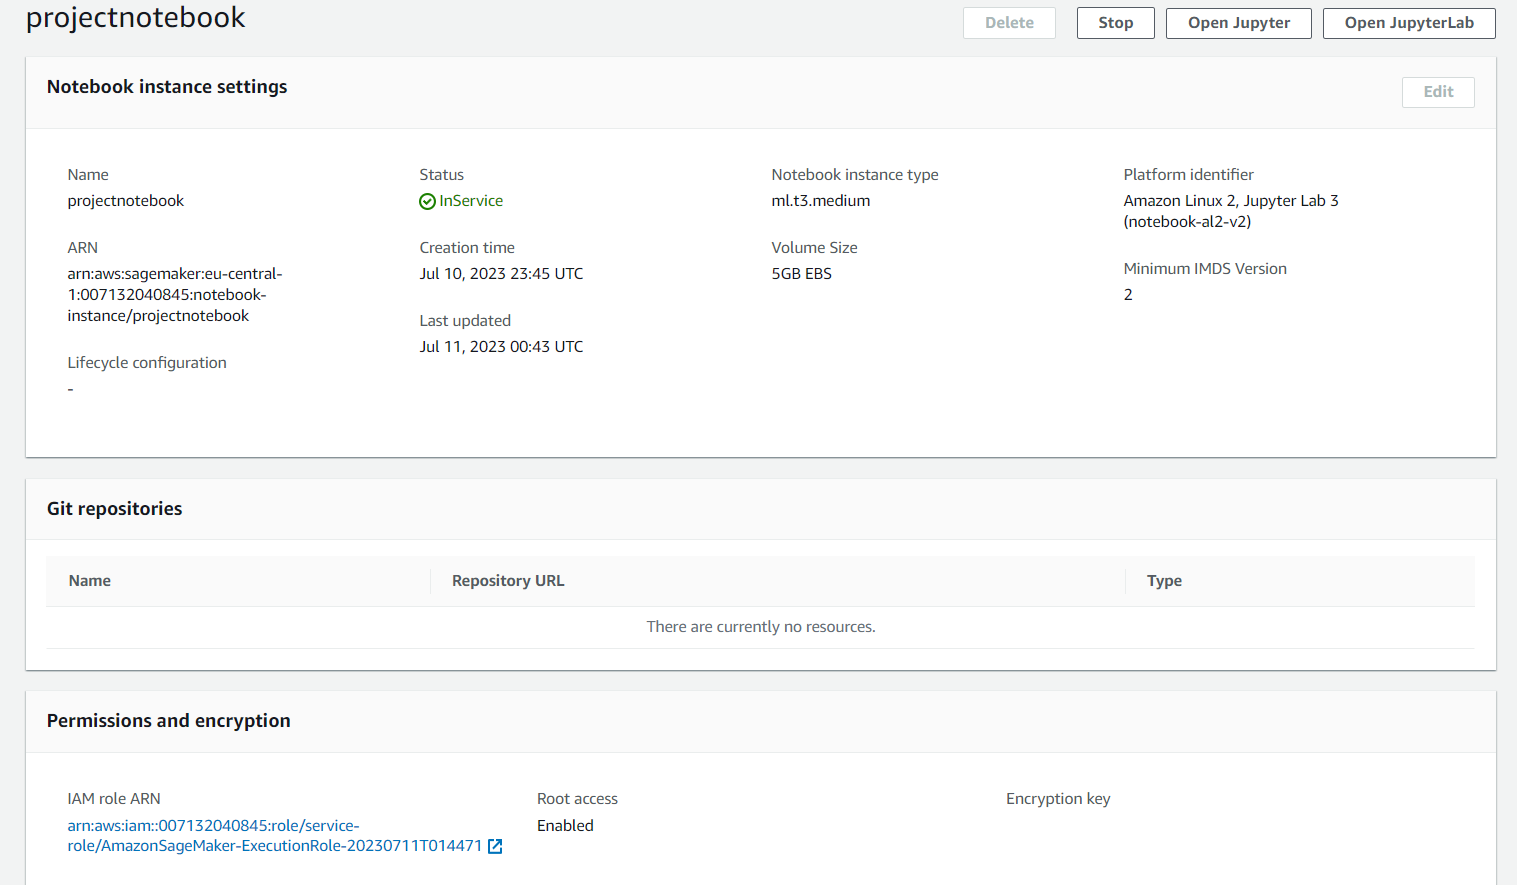 projectnotebook
Delete
Stop
Open Jupyter
Open JupyterLab
Notebook instance settings
Edit
Name
projectnotebook
ARN
arn:aws:sagemaker:eu-central-
1:007132040845:notebook-
instance/projectnotebook
Lifecycle configuration
-
Status
InService
Creation time
Jul 10, 2023 23:45 UTC
Last updated
Jul 11, 2023 00:43 UTC
Notebook instance type
ml.t3.medium
Volume Size
5GB EBS
Platform identifier
Amazon Linux 2, Jupyter Lab 3
(notebook-al2-v2)
Minimum IMDS Version
2
Git repositories
Name
Repository URL
Type
There are currently no resources.
Permissions and encryption
IAM role ARN
arn:aws:iam::007132040845:role/service-
role/AmazonSageMaker-ExecutionRole-20230711T014471
Root access
Enabled
Encryption key